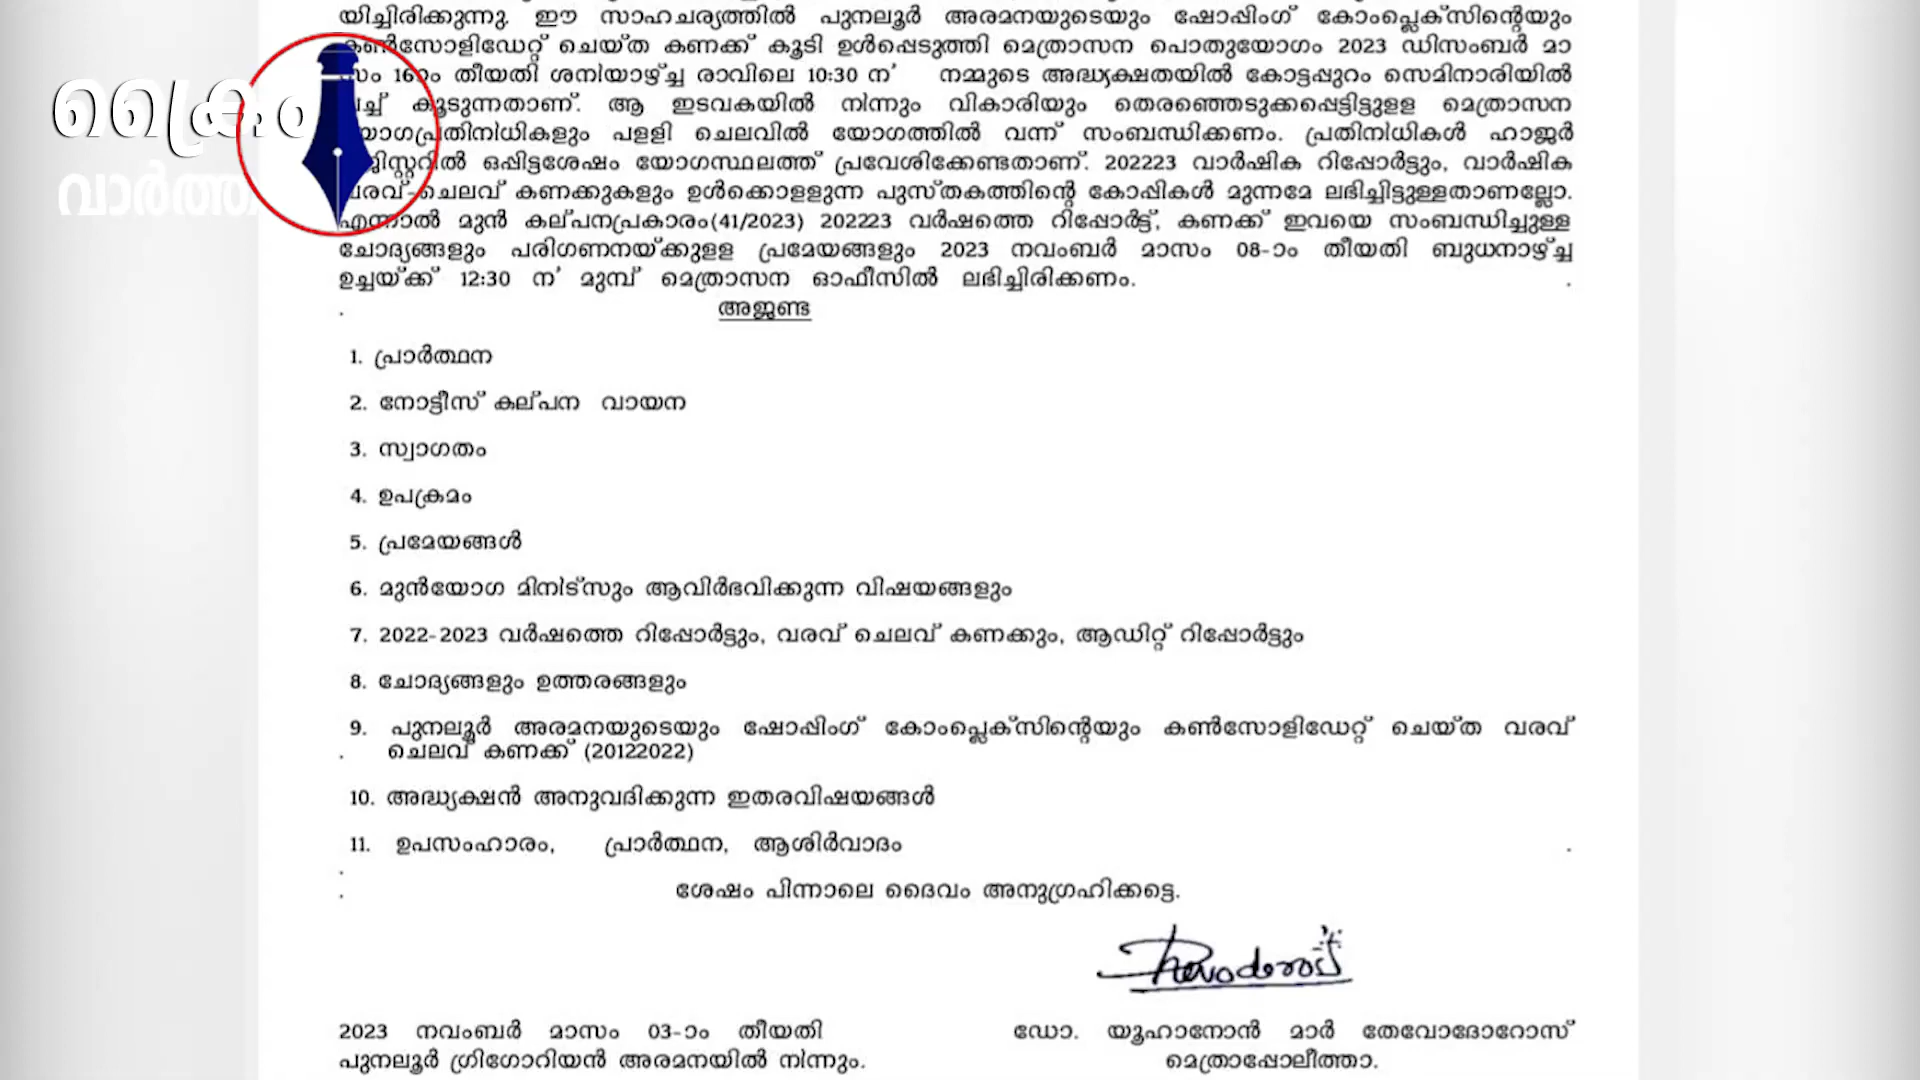 യിച്ചിരിക്കുന്നു. ഈ സാഹചര്യത്തിൽ പുനലൂർ അരമനയുടെയും ഷോപ്പിംഗ് കോംപ്ലെക്സിന്റെയും
കൺസോളിഡേറ്റ് ചെയ്ത കണക്ക് കൂടി ഉൾപ്പെടുത്തി മെത്രാസന പൊതുയോഗം 2023 ഡിസംബർ മാ
സം 16ാം തീയതി ശനിയാഴ്ച്ച രാവിലെ 10:30 ന് നമ്മുടെ അദ്ധ്യക്ഷതയിൽ കോട്ടപ്പുറം സെമിനാരിയിൽ
കൂടുന്നതാണ്. ആ ഇടവകയിൽ നിന്നും വികാരിയും തെരഞ്ഞെടുക്കപ്പെട്ടിട്ടുളള മെത്രാസന
യോഗപ്രതിനിധികളും പളളി ചെലവിൽ യോഗത്തിൽ വന്ന് സംബന്ധിക്കണം. പ്രതിനിധികൾ ഹാജർ
ഒപ്പിട്ടശേഷം യോഗസ്ഥലത്ത് പ്രവേശിക്കേണ്ടതാണ്. 202223 വാർഷിക റിപ്പോർട്ടും, വാർഷിക
വരവ്-ചെലവ് കണക്കുകളും ഉൾക്കൊളളുന്ന പുസ്തകത്തിന്റെ കോപ്പികൾ മുന്നമേ ലഭിച്ചിട്ടുള്ളതാണല്ലോ.
എന്നാൽ മുൻ കല്പനപ്രകാരം(41/2023) 202223 വർഷത്തെ റിപ്പോർട്ട്, കണക്ക് ഇവയെ സംബന്ധിച്ചുള്ള
ചോദ്യങ്ങളും പരിഗണനയ്ക്കുളള പ്രമേയങ്ങളും 2023 നവംബർ മാസം 08-ാം തീയതി ബുധനാഴ്ച്ച
ഉച്ചയ്ക്ക് 12:30 ന് മുമ്പ് മെത്രാസന ഓഫീസിൽ ലഭിച്ചിരിക്കണം.
അജണ്ട
1. പ്രാർത്ഥന
2. നോട്ടീസ് കല്പന വായന
3. സ്വാഗതം
4. ഉപക്രമം
5. പ്രമേയങ്ങൾ
6. മുൻയോഗ മിനിട്സും ആവിർഭവിക്കുന്ന വിഷയങ്ങളും
7. 2022-2023 വർഷത്തെ റിപ്പോർട്ടും, വരവ് ചെലവ് കണക്കും, ആഡിറ്റ് റിപ്പോർട്ടും
8. ചോദ്യങ്ങളും ഉത്തരങ്ങളും
9. പുനലൂർ അരമനയുടെയും ഷോപ്പിംഗ് കോംപ്ലെക്സിന്റെയും കൺസോളിഡേറ്റ് ചെയ്ത വരവ്
ചെലവ് കണക്ക് (20122022)
10. അദ്ധ്യക്ഷൻ അനുവദിക്കുന്ന ഇതരവിഷയങ്ങൾ
11. ഉപസംഹാരം, പ്രാർത്ഥന, ആശിർവാദം
ശേഷം പിന്നാലെ ദൈവം അനുഗ്രഹിക്കട്ടെ.
2023 നവംബർ മാസം 03-ാം തീയതി
പുനലൂർ ഗ്രിഗോറിയൻ അരമനയിൽ നിന്നും.
ഡോ. യൂഹാനോൻ മാർ തേവോദോറോസ്
മെത്രാപ്പോലീത്താ.
ക്രൈം
വാർത്ത